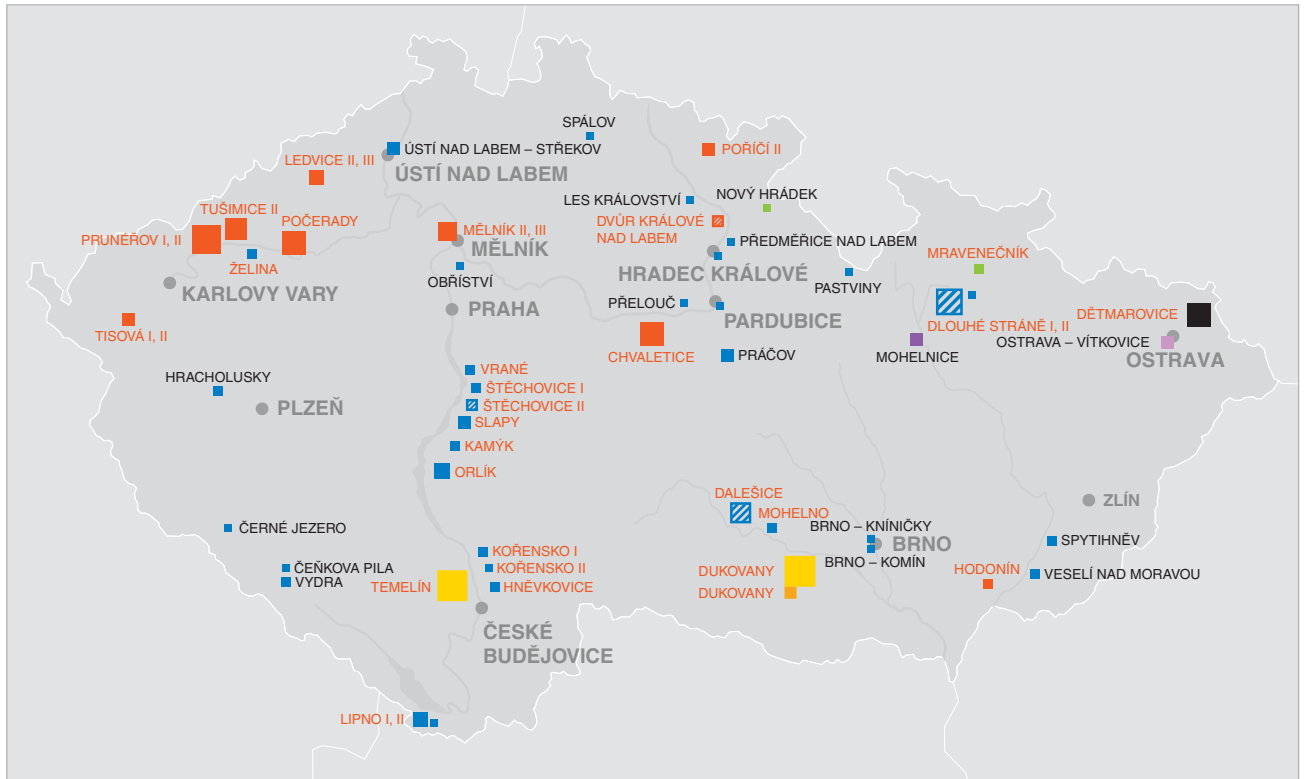 SPÁLOV
ÚSTÍ NAD LABEM – STŘEKOV
POŘÍČÍ II
LEDVICE II, III
ÚSTÍ NAD LABEM
LES KRÁLOVSTVÍ
NOVÝ HRÁDEK
TUŠIMICE II
POČERADY
DVŮR KRÁLOVÉ
NAD LABEM
PRUNÉŘOV I, II
MĚLNÍK II, III
MĚLNÍK
PŘEDMĚŘICE NAD LABEM
MRAVENEČNÍK
ŽELINA
HRADEC KRÁLOVÉ
OBŘÍSTVÍ
PASTVINY
KARLOVY VARY
PŘELOUČ
PRAHA
PARDUBICE
DLOUHÉ STRÁNĚ I, II
DĚTMAROVICE
TISOVÁ I, II
OSTRAVA – VÍTKOVICE
CHVALETICE
PRÁČOV
MOHELNICE
OSTRAVA
VRANÉ
HRACHOLUSKY
ŠTĚCHOVICE I
PLZEŇ
ŠTĚCHOVICE II
SLAPY
KAMÝK
ORLÍK
DALEŠICE
ZLÍN
MOHELNO
ČERNÉ JEZERO
BRNO – KNÍNIČKY
BRNO
SPYTIHNĚV
KOŘENSKO I
BRNO – KOMÍN
ČEŇKOVA PILA
KOŘENSKO II
DUKOVANY
HODONÍN
VESELÍ NAD MORAVOU
VYDRA
TEMELÍN
HNĚVKOVICE
DUKOVANY
ČESKÉ
BUDĚJOVICE
LIPNO I, II